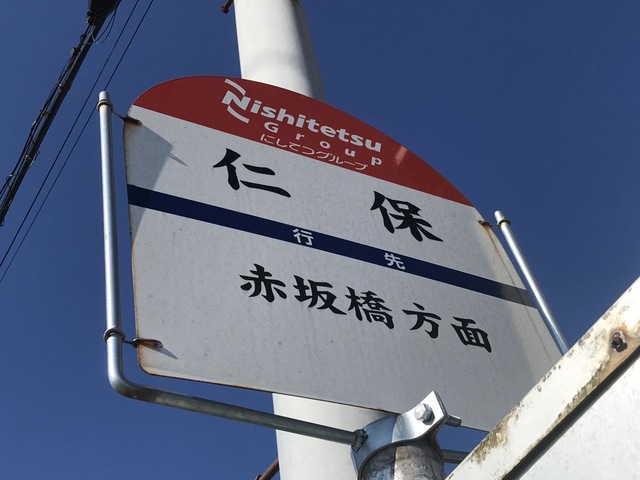 Nishitetsu
Group
にしてつグループ
仁保
行先
赤坂橋方面